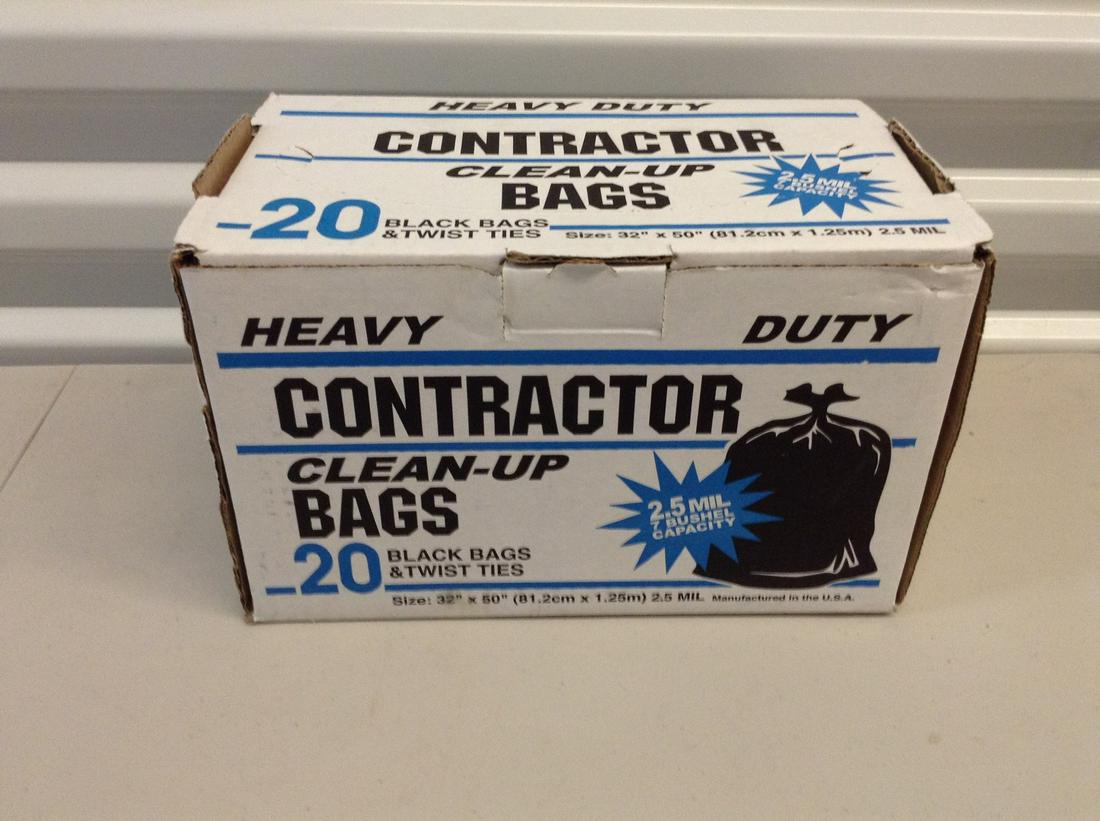 HEAVY DUTY
CONTRACTOR
CLEAN-UP
BAGS
2.5 MIL
7 BUSHEL
CAPACITY
20
BLACK BAGS
&TWIST TIES
Size: 32" x 50" (81.2cm x 1.25m) 2.5 MIL
HEAVY DUTY
CONTRACTOR
CLEAN-UP
BAGS
2.5 MIL
7 BUSHEL
CAPACITY
20
BLACK BAGS
&TWIST TIES
Size: 32" x 50" (81.2cm x 1.25m) 2.5 MIL Manufactured in the U.S.A.